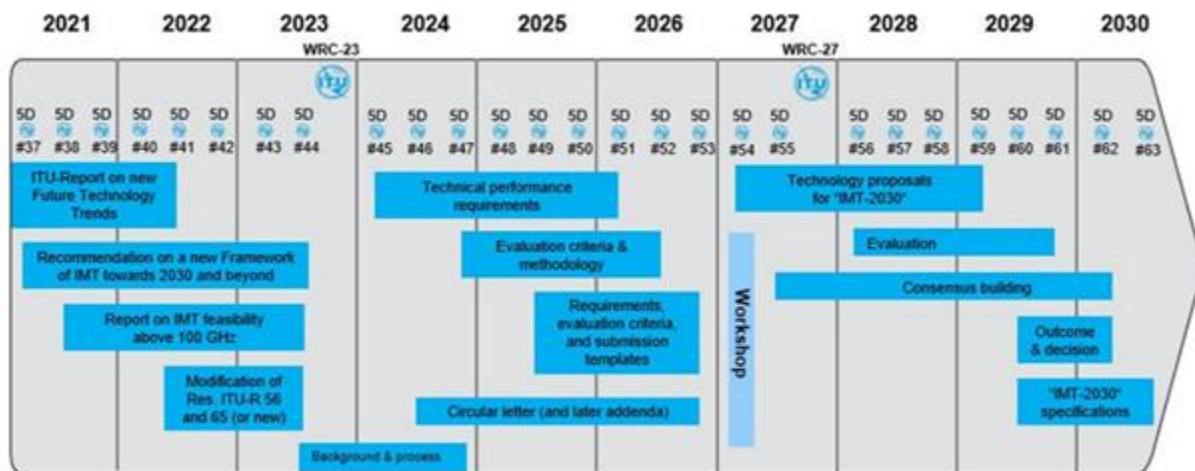 2021 2022 2023 2024 2025 2026 2027 2028 2029 2030
WRC-23 WRC-27
ITU ITU
5D 5D 5D 5D 5D 5D 5D 5D 5D 5D 5D 5D 5D 5D 5D 5D 5D 5D 5D 5D 5D 5D 5D 5D 5D 5D 5D
#37 #38 #39 #40 #41 #42 #43 #44 #45 #46 #47 #48 #49 #50 #51 #52 #53 #54 #55 #56 #57 #58 #59 #60 #61 #62 #63
ITU-Report on new
Future Technology
Trends
Technical performance
requirements
Technology proposals
for "IMT-2030"
Recommendation on a new Framework
of IMT towards 2030 and beyond
Evaluation criteria &
methodology
Evaluation
Consensus building
Report on IMT feasibility
above 100 GHz
Requirements,
evaluation criteria,
and submission
templates
Workshop
Outcome
& decision
Modification of
Res. ITU-R 56
and 65 (or new)
Circular letter (and later addenda)
"IMT-2030"
specifications
Background & process